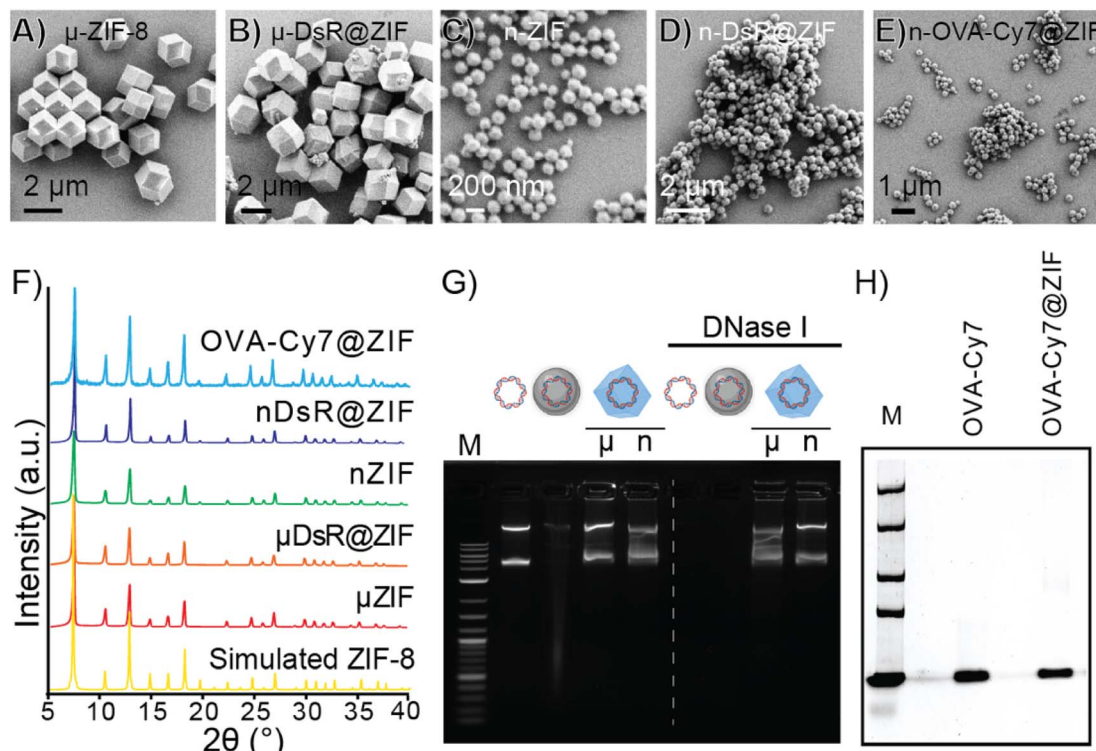 A) µ-ZIF-8
2 µm
B) µ-DsR@ZIF
2 µm
C) n-ZIF
200 nm
D) n-DsR@ZIF
2 µm
E) n-OVA-Cy7@ZIF
1 µm
F)
Intensity (a.u.)
OVA-Cy7@ZIF
nDsR@ZIF
nZIF
µDsR@ZIF
µZIF
Simulated ZIF-8
5 10 15 20 25 30 35 40
2θ (°)
G)
DNase I
M µ n µ n
H)
M OVA-Cy7 OVA-Cy7@ZIF